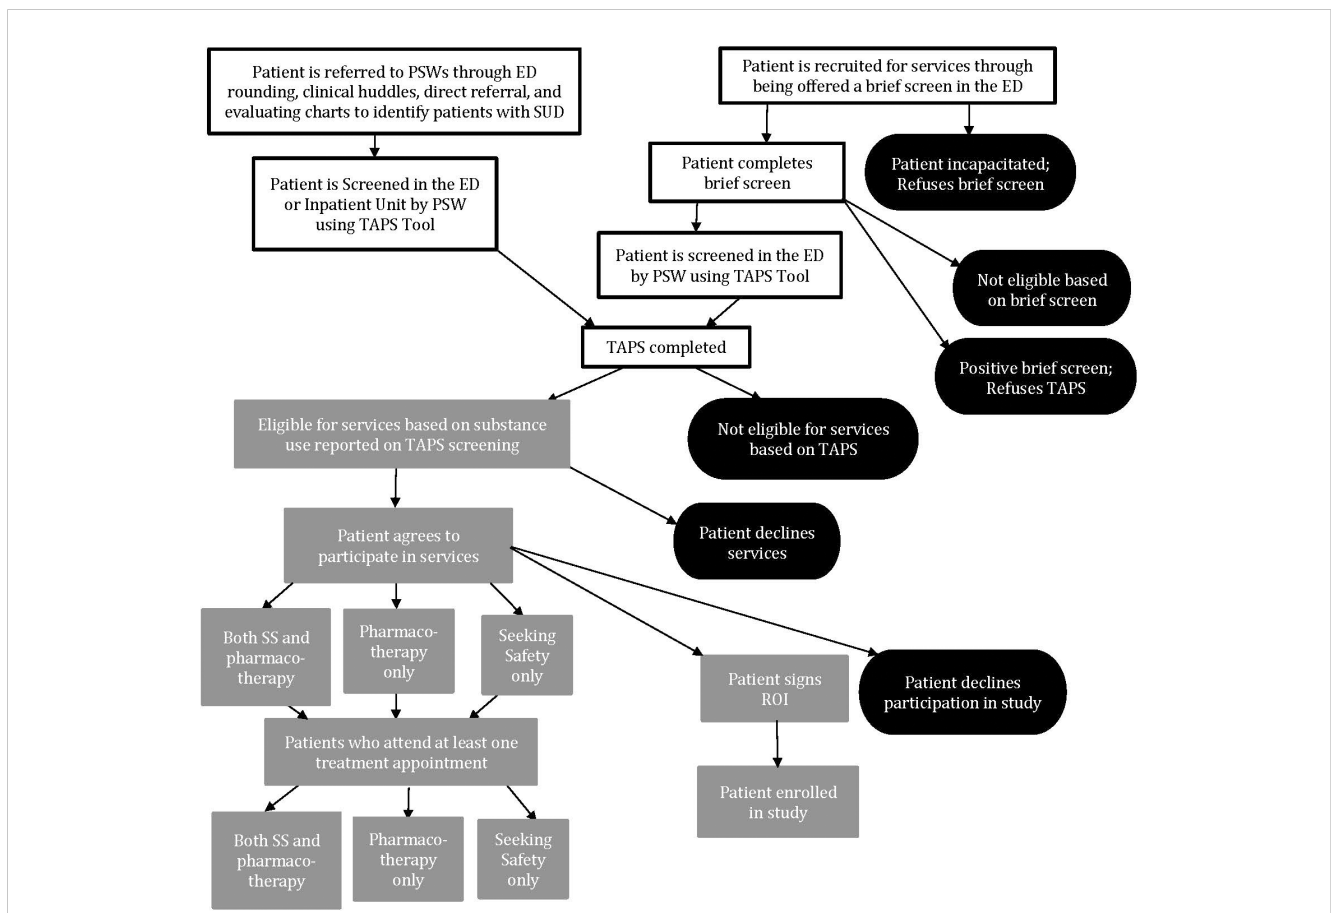 Patient is referred to PSWs through ED
rounding, clinical huddles, direct referral, and
evaluating charts to identify patients with SUD
Patient is recruited for services through
being offered a brief screen in the ED
Patient is Screened in the ED
or Inpatient Unit by PSW
using TAPS Tool
Patient completes
brief screen
Patient incapacitated;
Refuses brief screen
Patient is screened in the ED
by PSW using TAPS Tool
Not eligible based
on brief screen
TAPS completed
Positive brief screen;
Refuses TAPS
Eligible for services based on substance
use reported on TAPS screening
Not eligible for services
based on TAPS
Patient agrees to
participate in services
Patient declines
services
Both SS and
pharmaco-
therapy
Pharmaco-
therapy
only
Seeking
Safety
only
Patient signs
ROI
Patient declines
participation in study
Patients who attend at least one
treatment appointment
Patient enrolled
in study
Both SS and
pharmaco-
therapy
Pharmaco-
therapy
only
Seeking
Safety
only